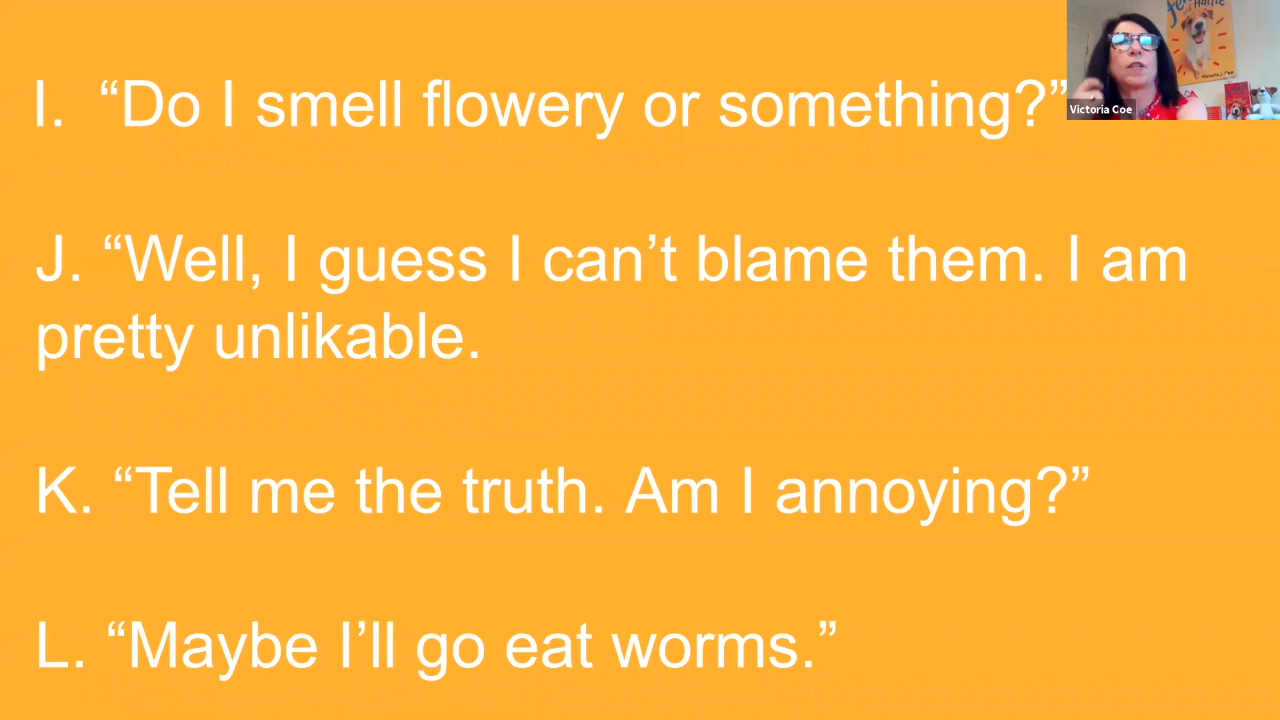 I. “Do I smell flowery or something?”
J. “Well, I guess I can’t blame them. I am
pretty unlikable.
K. “Tell me the truth. Am I annoying?”
L. “Maybe I’ll go eat worms.”
Victoria Coe